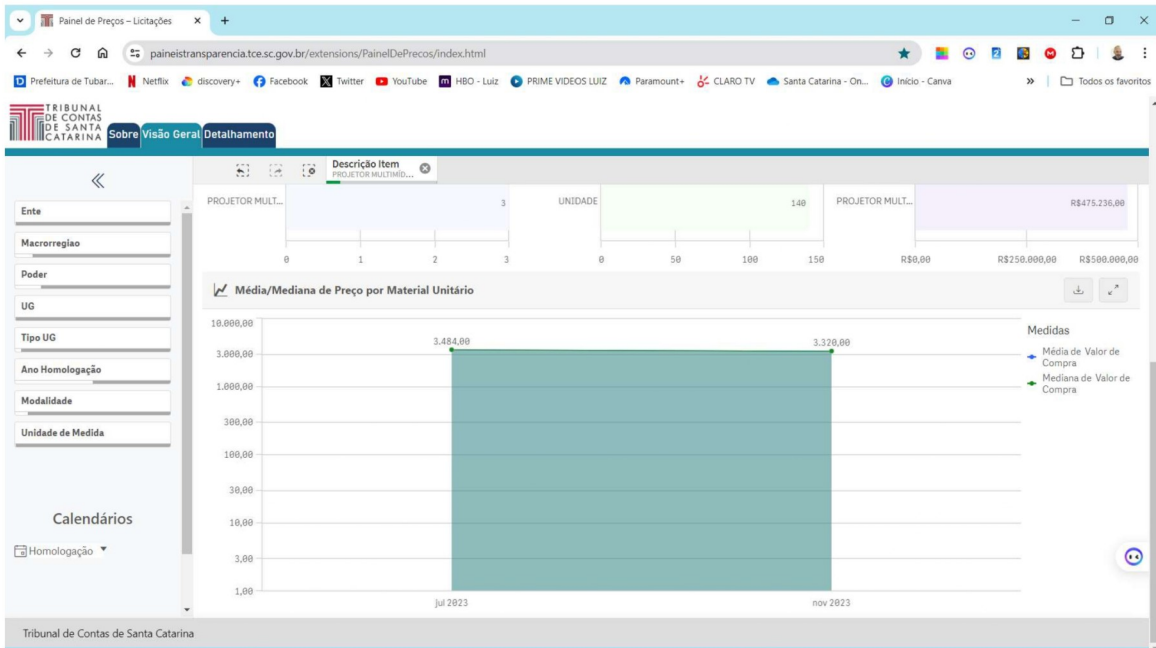 Painel de Preços – Licitações
paineistransparencia.tce.sc.gov.br/extensions/PainelDePrecos/index.html
Prefeitura de Tubar... Netflix discovery+ Facebook Twitter YouTube HBO - Luiz PRIME VIDEOS LUIZ Paramount+ CLARO TV Santa Catarina - On... Início - Canva » Todos os favoritos
TRIBUNAL
DE CONTAS
DE SANTA
CATARINA
Sobre Visão Geral Detalhamento
Descrição Item
PROJETOR MULTIMÍD...
Ente
Macrorregiao
Poder
UG
Tipo UG
Ano Homologação
Modalidade
Unidade de Medida
Calendários
Homologação
PROJETOR MULT... 3 UNIDADE 140 PROJETOR MULT... R$475.236,00
0 1 2 3 0 50 100 150 R$0,00 R$250.000,00 R$500.000,00
Média/Mediana de Preço por Material Unitário
10.000,00
3.000,00
1.000,00
300,00
100,00
30,00
10,00
3,00
1,00
3.484,00 3.320,00
jul 2023 nov 2023
Medidas
Média de Valor de
Compra
Mediana de Valor de
Compra
Tribunal de Contas de Santa Catarina